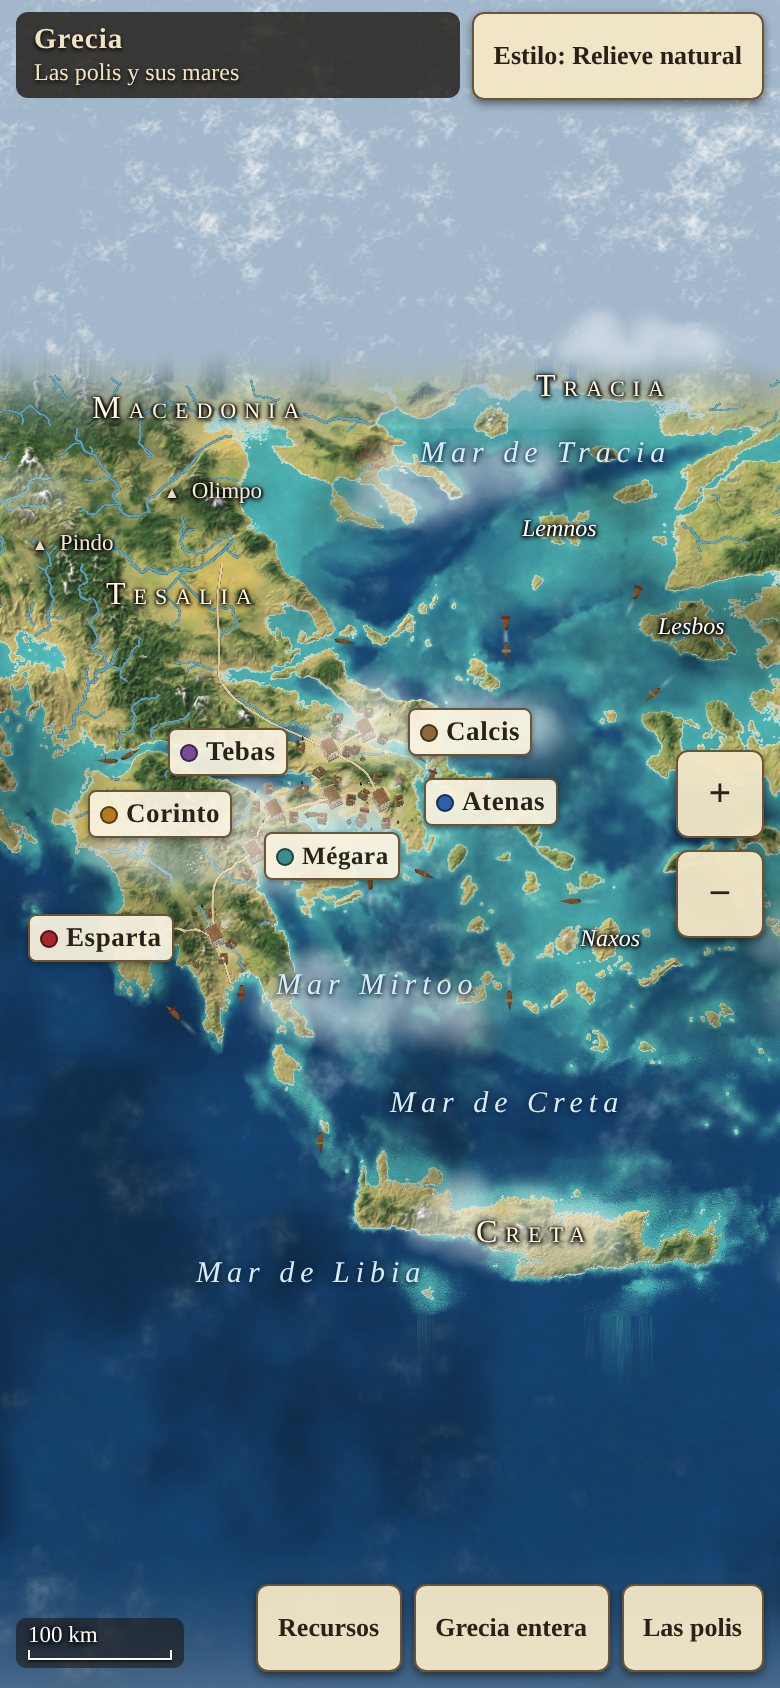 Grecia
Las polis y sus mares
Estilo: Relieve natural
TRACIA
MACEDONIA
Mar de Tracia
▲ Olimpo
Lemnos
▲ Pindo
TESALIA
Lesbos
Calcis
Tebas
+
Atenas
Corinto
Mégara
−
Esparta
Naxos
Mar Mirtoo
Mar de Creta
CRETA
Mar de Libia
Recursos
Grecia entera
Las polis
100 km